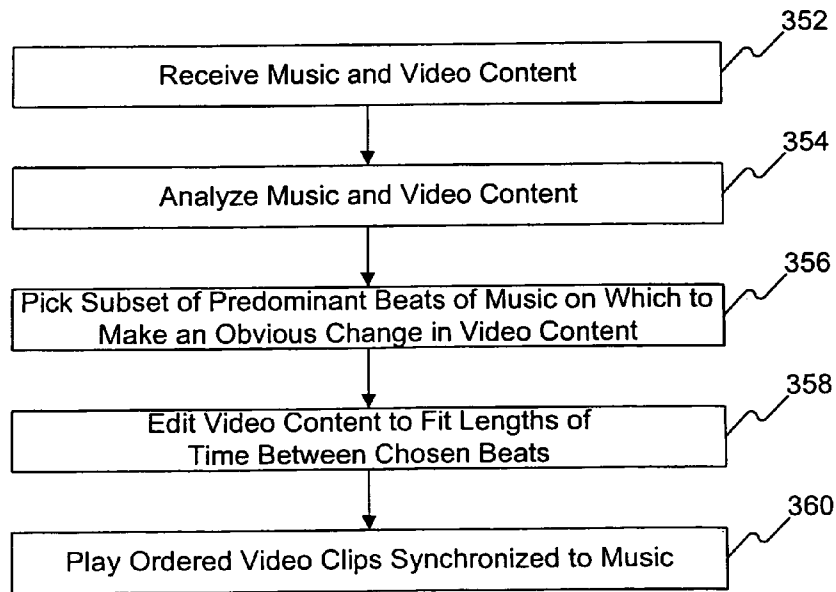 352
Receive Music and Video Content
354
Analyze Music and Video Content
356
Pick Subset of Predominant Beats of Music on Which to
Make an Obvious Change in Video Content
358
Edit Video Content to Fit Lengths of
Time Between Chosen Beats
360
Play Ordered Video Clips Synchronized to Music